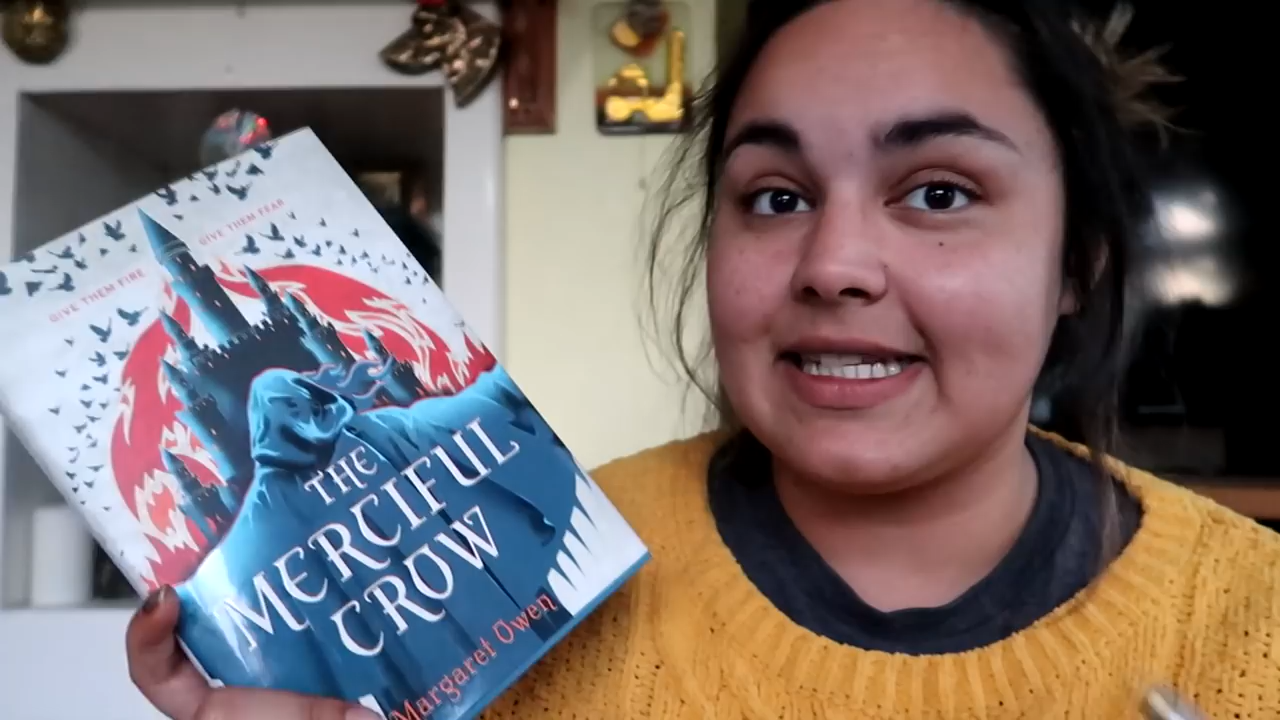 GIVE THEM FIRE
GIVE THEM FEAR
THE
MERCIFUL
CROW
Margaret Owen